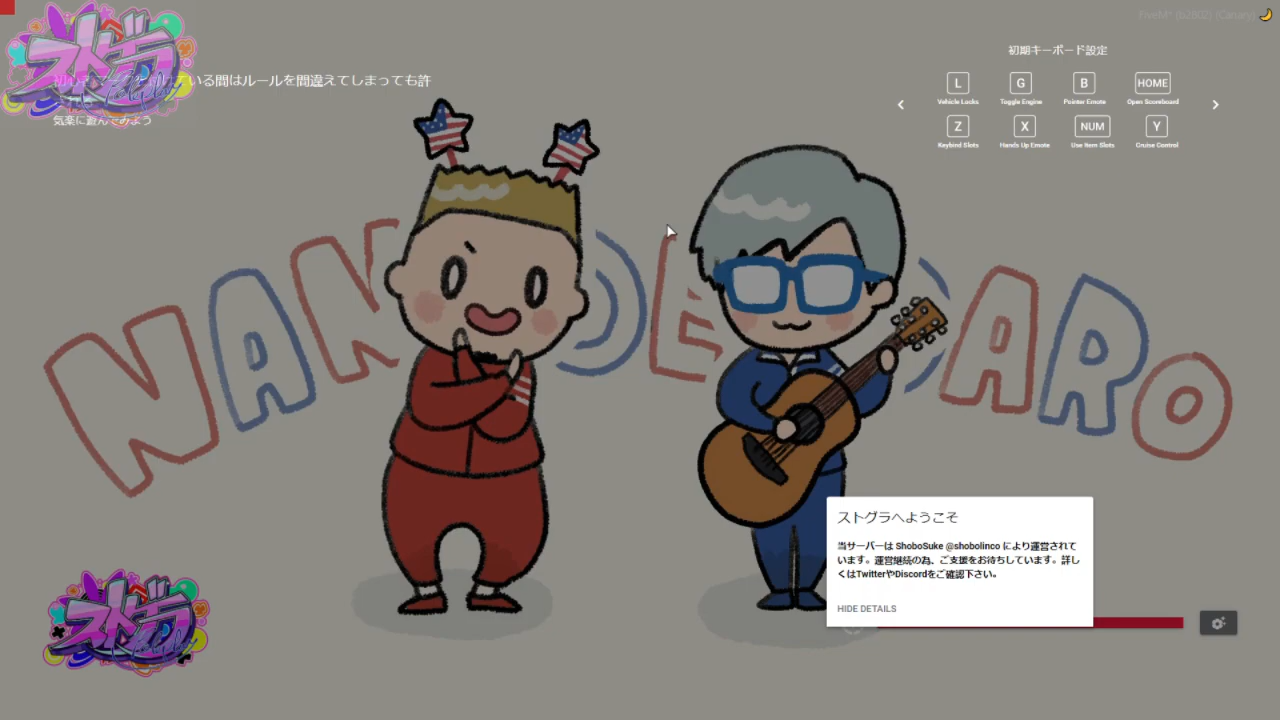 FiveM* (b2802) (Canary)
初期キーボード設定
L
G
B
HOME
Vehicle Locks
Toggle Engine
Pointer Emote
Open Scoreboard
Z
X
NUM
Y
Keybind Slots
Hands Up Emote
Use Item Slots
Cruise Control
ストグラ
いる間はルールを間違えてしまっても許
気楽に遊んでみよう
NAN DE DARO
ストグラへようこそ
当サーバーは ShoboSuke @shobolinco により運営されて
います。運営継続の為、ご支援をお待ちしています。詳し
くはTwitterやDiscordをご確認下さい。
HIDE DETAILS
ストグラ